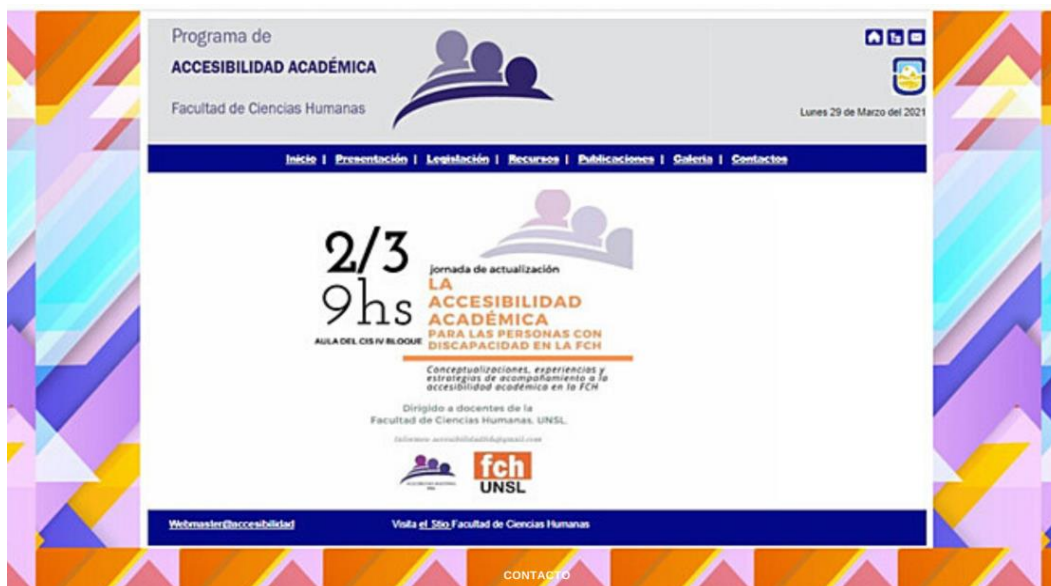 Programa de
ACCESIBILIDAD ACADÉMICA
Facultad de Ciencias Humanas
Lunes 29 de Marzo del 2021
Inicio | Presentación | Legislación | Recursos | Publicaciones | Galería | Contactos
2/3
9hs
AULA DEL CIS IV BLOQUE
jornada de actualización
LA
ACCESIBILIDAD
ACADÉMICA
PARA LAS PERSONAS CON
DISCAPACIDAD EN LA FCH
Conceptualizaciones, experiencias y
estrategias de acompañamiento a la
accesibilidad académica en la FCH
Dirigido a docentes de la
Facultad de Ciencias Humanas, UNSL.
fch
UNSL
Webmaster@accesibilidad
Visita el Stio Facultad de Ciencias Humanas
CONTACTO